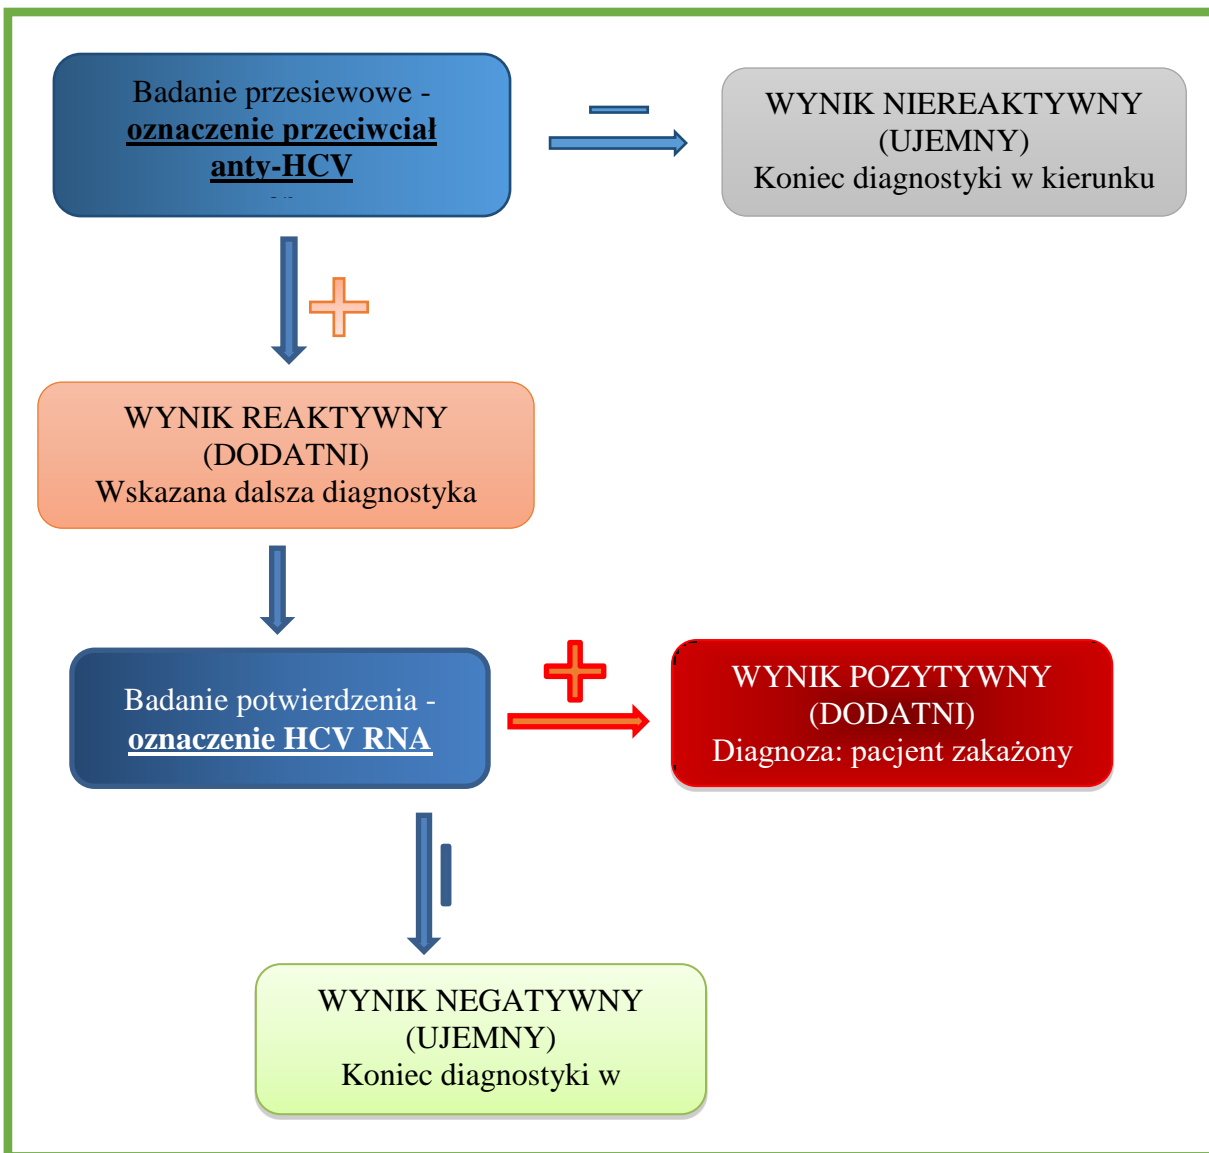 Badanie przesiewowe -
oznaczenie przeciwciał
anty-HCV
WYNIK NIEREAKTYWNY
(UJEMNY)
Koniec diagnostyki w kierunku
WYNIK REAKTYWNY
(DODATNI)
Wskazana dalsza diagnostyka
Badanie potwierdzenia -
oznaczenie HCV RNA
WYNIK POZYTYWNY
(DODATNI)
Diagnoza: pacjent zakażony
WYNIK NEGATYWNY
(UJEMNY)
Koniec diagnostyki w